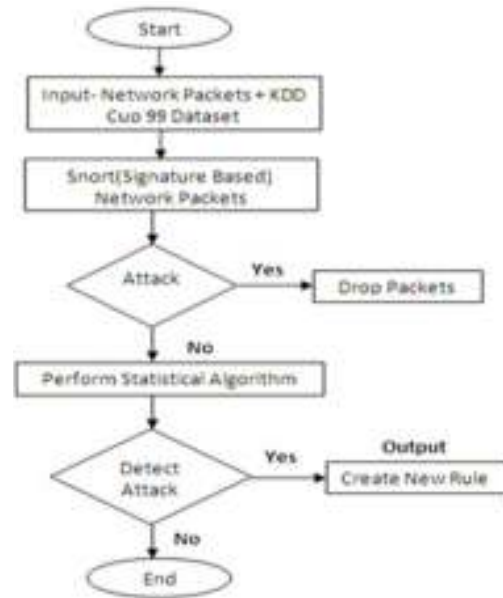 Start
Input- Network Packets + KDD
Cup 99 Dataset
Snort(Signature Based)
Network Packets
Attack
Yes
Drop Packets
No
Perform Statistical Algorithm
Detect
Attack
Yes
Output
Create New Rule
No
End